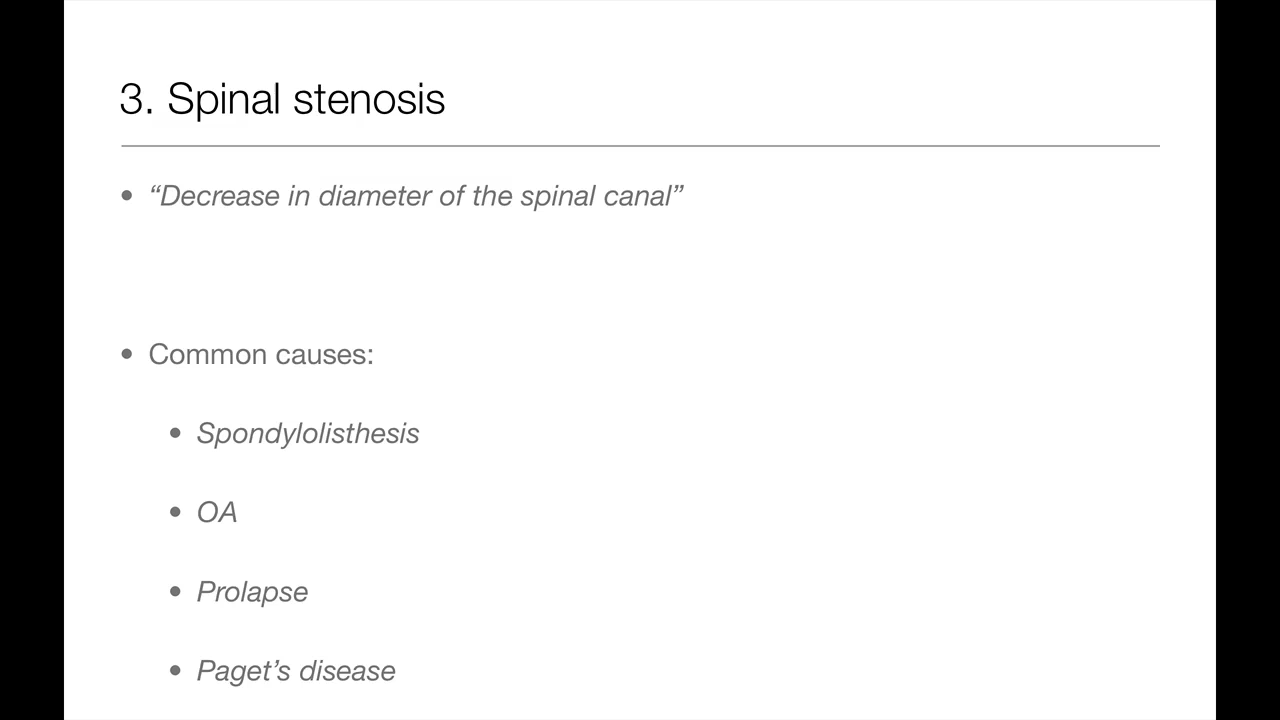 3. Spinal stenosis
• “Decrease in diameter of the spinal canal”
• Common causes:
• Spondylolisthesis
• OA
• Prolapse
• Paget’s disease